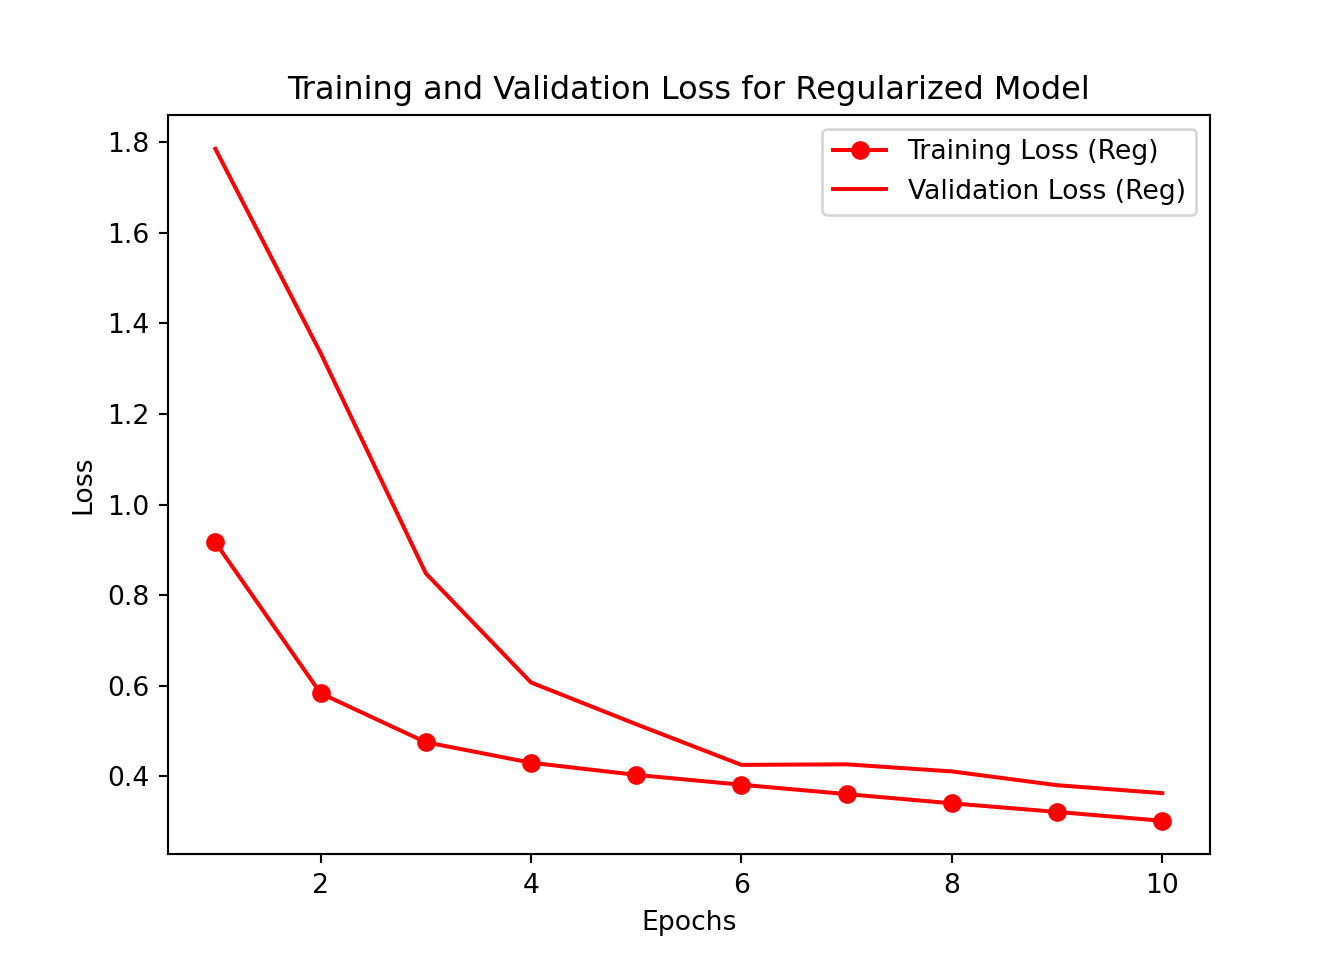 Training and Validation Loss for Regularized Model
Training Loss (Reg)
Validation Loss (Reg)
1.8
1.6
1.4
1.2
1.0
0.8
0.6
0.4
Loss
2 4 6 8 10
Epochs